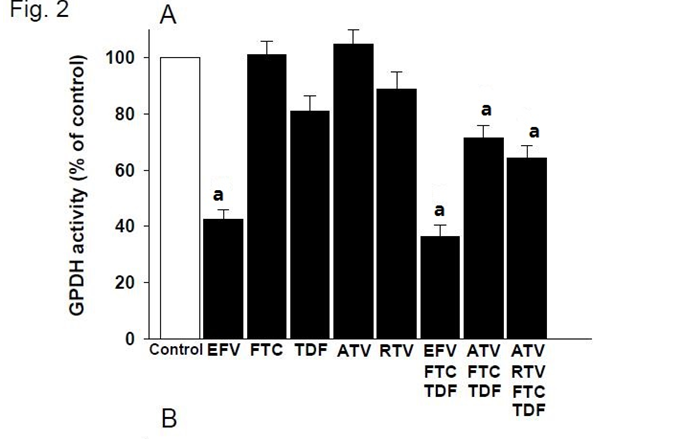 Fig. 2
A
GPDH activity (% of control)
100
80
60
40
20
0
a
a
a
a
Control EFV FTC TDF ATV RTV EFV ATV ATV
FTC FTC RTV
TDF TDF FTC
TDF
B